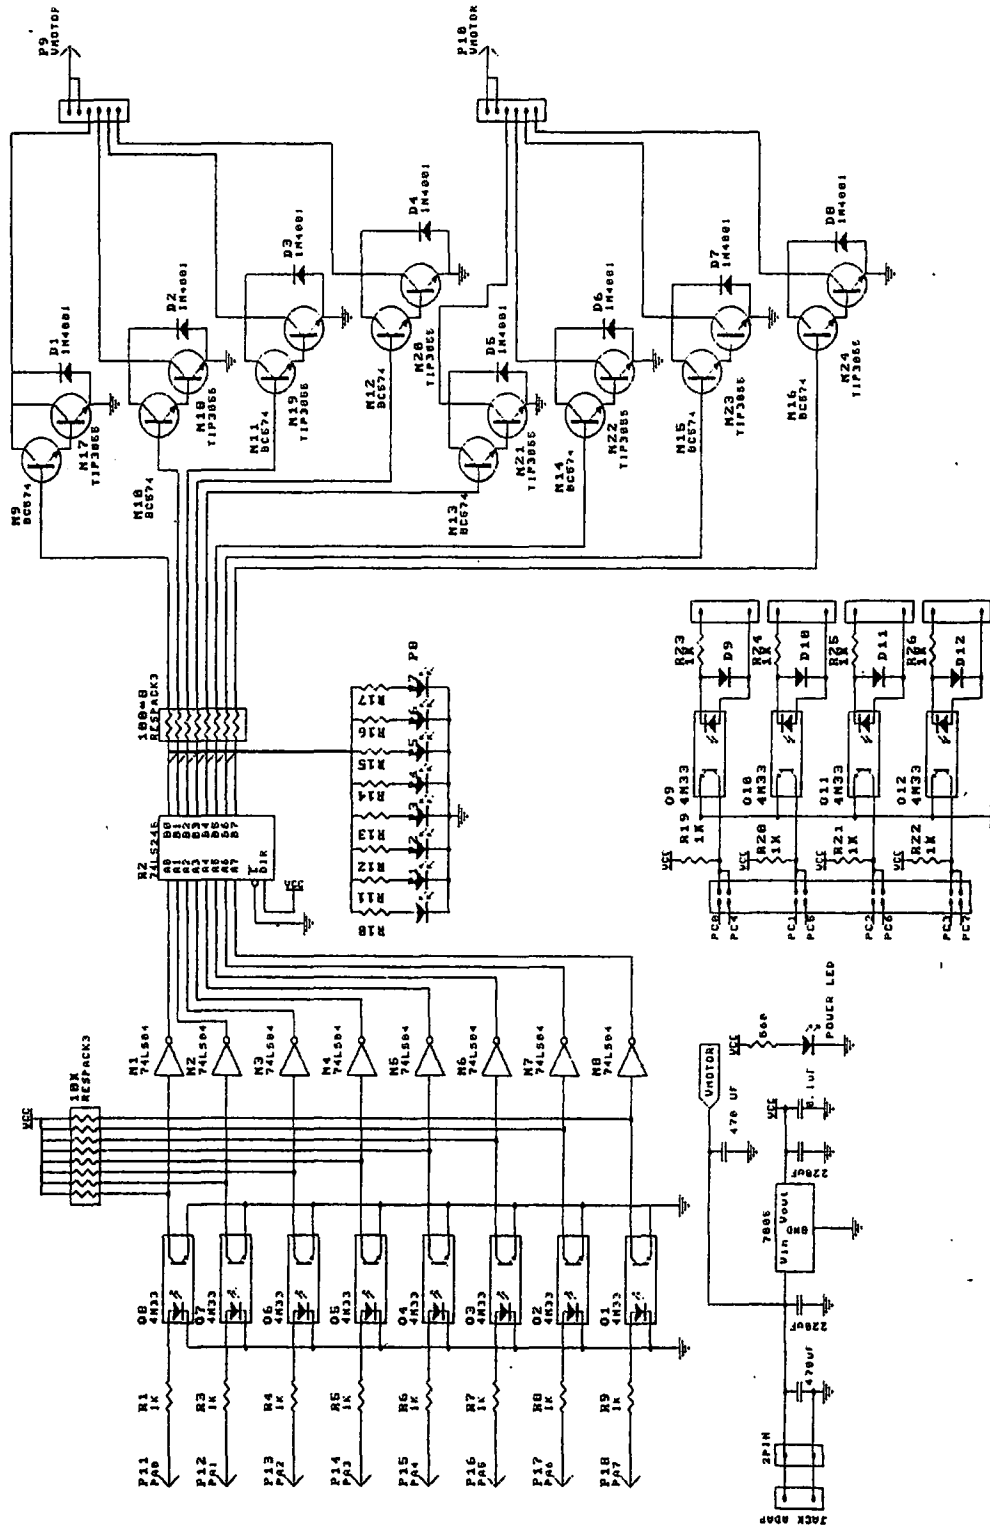 P11
PA0
P12
PA1
P13
PA2
P14
PA3
P15
PA4
P16
PA5
P17
PA6
P18
PA7
R1
1K
R3
1K
R4
1K
R5
1K
R6
1K
R7
1K
R8
1K
R9
1K
O8
4N33
O7
4N33
O6
4N33
O5
4N33
O4
4N33
O3
4N33
O2
4N33
O1
4N33
VCC
10K
RESPACK3
M1
74LS04
M2
74LS04
M3
74LS04
M4
74LS04
M5
74LS04
M6
74LS04
M7
74LS04
M8
74LS04
R2
74LS245
A0 B0
A1 B1
A2 B2
A3 B3
A4 B4
A5 B5
A6 B6
A7 B7
E
DIR
VCC
100*8
RESPACK3
R10
R11
R12
R13
R14
R15
R16
R17
P1
P2
P3
P4
P5
P6
P7
P8
M9
BC574
M17
TIP3055
D1
1N4001
M10
BC574
M18
TIP3055
D2
1N4001
M11
BC574
M19
TIP3055
D3
1N4001
M12
BC574
M20
TIP3055
D4
1N4001
P9
VMOTOR
M13
BC574
M21
TIP3055
D5
1N4001
M14
BC574
M22
TIP3055
D6
1N4001
M15
BC574
M23
TIP3055
D7
1N4001
M16
BC574
M24
TIP3055
D8
1N4001
P10
VMOTOR
JACK ADAP
2PIN
470UF
220UF
7805
Vin Vout
GND
220UF
VCC
0.1UF
VMOTOR
470 UF
VCC
560
POWER LED
PC0
PC4
PC1
PC5
PC2
PC6
PC3
PC7
VCC
R19
1K
VCC
R20
1K
VCC
R21
1K
VCC
R22
1K
O9
4N33
O10
4N33
O11
4N33
O12
4N33
R23
1K
D9
R24
1K
D10
R25
1K
D11
R26
1K
D12